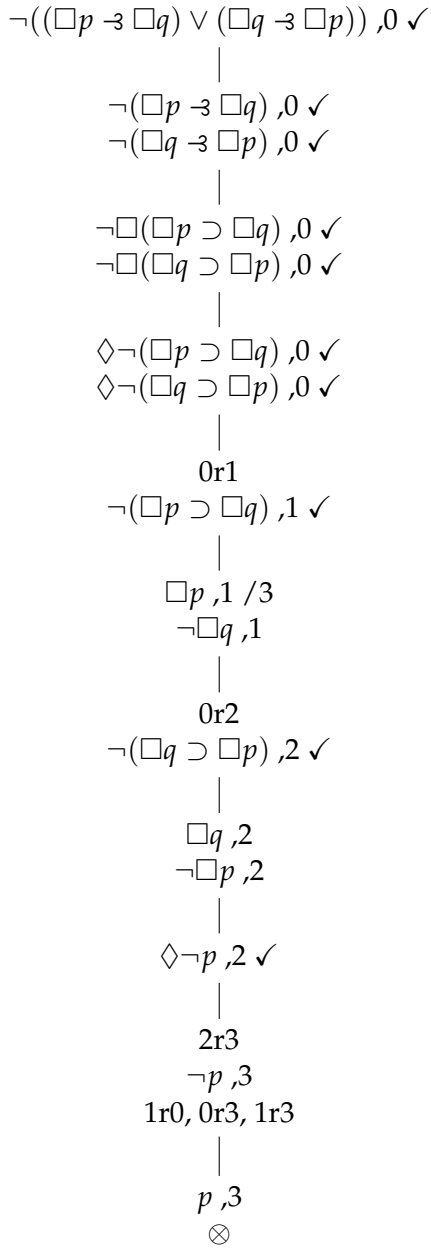 ¬((□p ⥽ □q) ∨ (□q ⥽ □p)) ,0 ✓
¬(□p ⥽ □q) ,0 ✓
¬(□q ⥽ □p) ,0 ✓
¬□(□p ⊃ □q) ,0 ✓
¬□(□q ⊃ □p) ,0 ✓
◊¬(□p ⊃ □q) ,0 ✓
◊¬(□q ⊃ □p) ,0 ✓
0r1
¬(□p ⊃ □q) ,1 ✓
□p ,1 /3
¬□q ,1
0r2
¬(□q ⊃ □p) ,2 ✓
□q ,2
¬□p ,2
◊¬p ,2 ✓
2r3
¬p ,3
1r0, 0r3, 1r3
p ,3
⊗